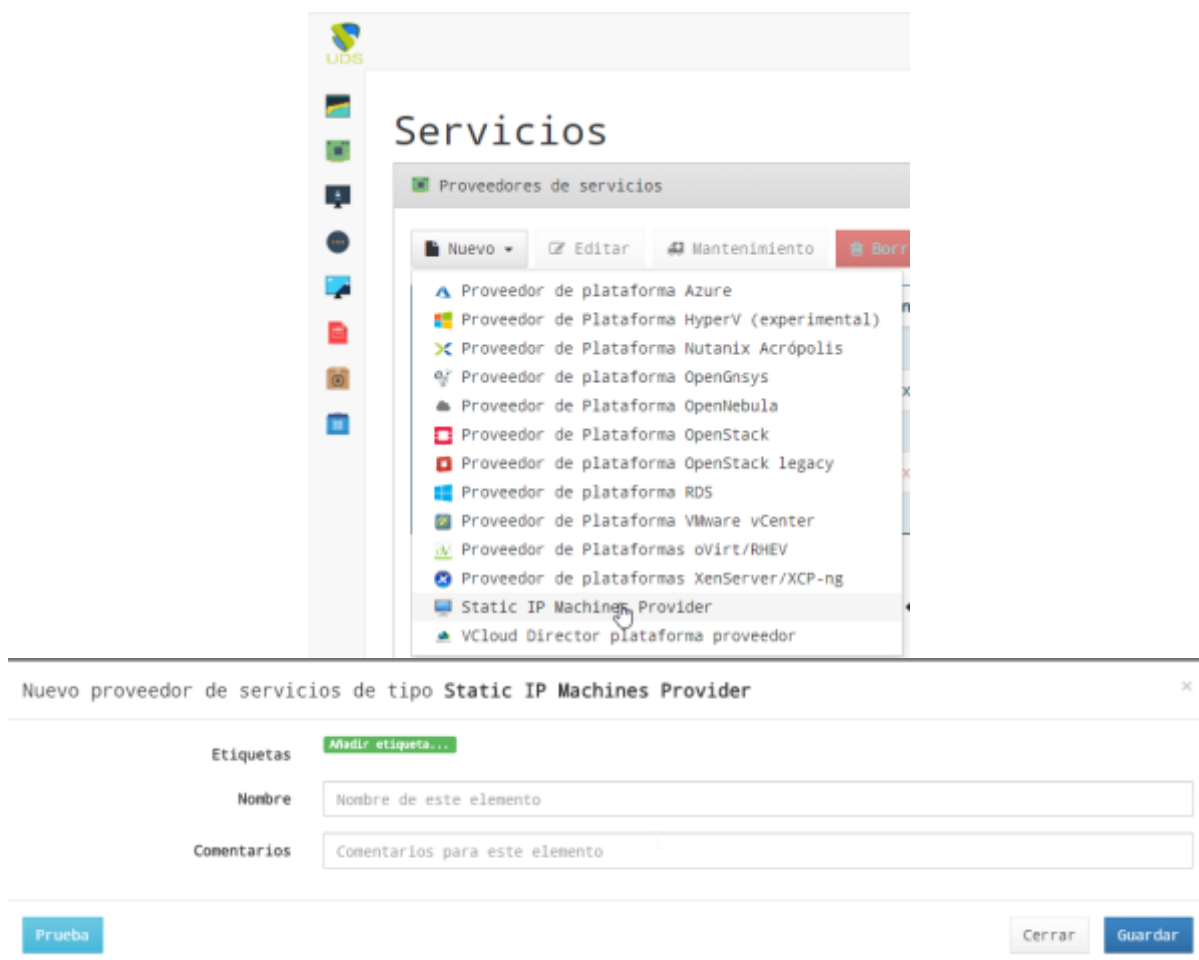 UDS
Servicios
Proveedores de servicios
Nuevo Editar Mantenimiento Borr
Proveedor de plataforma Azure
Proveedor de Plataforma HyperV (experimental)
Proveedor de Plataforma Nutanix Acrópolis
Proveedor de plataforma OpenGnsys
Proveedor de Plataforma OpenNebula
Proveedor de Plataforma OpenStack
Proveedor de plataforma OpenStack legacy
Proveedor de plataforma RDS
Proveedor de Plataforma VMware vCenter
Proveedor de Plataformas oVirt/RHEV
Proveedor de plataformas XenServer/XCP-ng
Static IP Machines Provider
VCloud Director plataforma proveedor
Nuevo proveedor de servicios de tipo Static IP Machines Provider
Etiquetas Añadir etiqueta...
Nombre Nombre de este elemento
Comentarios Comentarios para este elemento
Prueba Cerrar Guardar